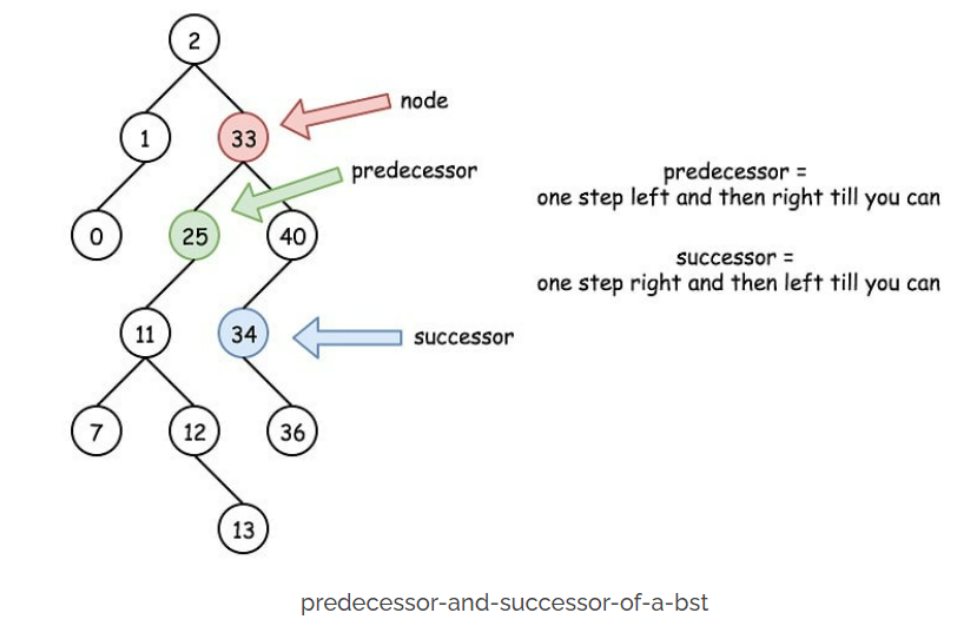 2
node
1
33
predecessor
predecessor =
one step left and then right till you can
0
25
40
successor =
one step right and then left till you can
11
34
successor
7
12
36
13
predecessor-and-successor-of-a-bst